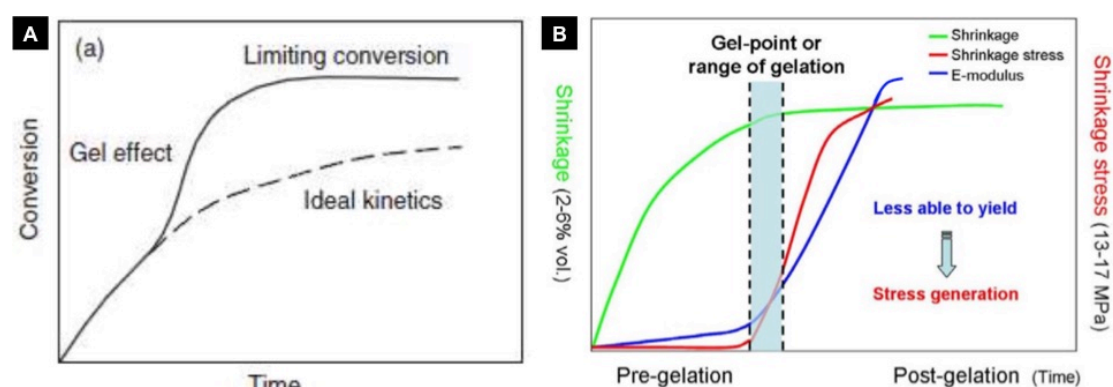 A
(a)
Limiting conversion
Gel effect
Ideal kinetics
Conversion
Time
B
Gel-point or
range of gelation
Shrinkage
Shrinkage stress
E-modulus
Shrinkage (2-6% vol.)
Less able to yield
Stress generation
Shrinkage stress (13-17 MPa)
Pre-gelation
Post-gelation (Time)